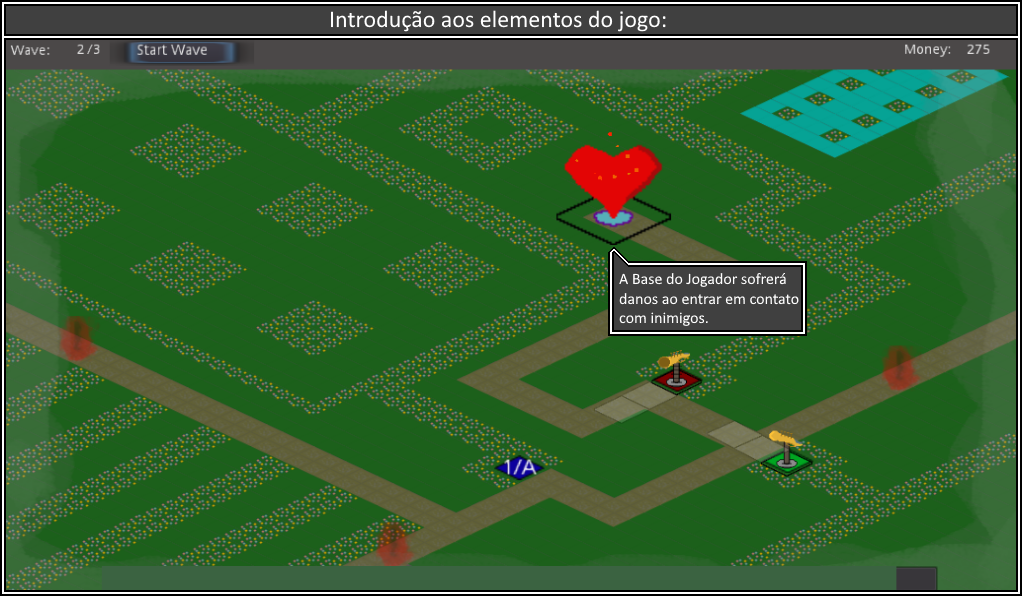 Introdução aos elementos do jogo:
Wave: 2/3 Start Wave Money: 275
A Base do Jogador sofrerá
danos ao entrar em contato
com inimigos.
1/A